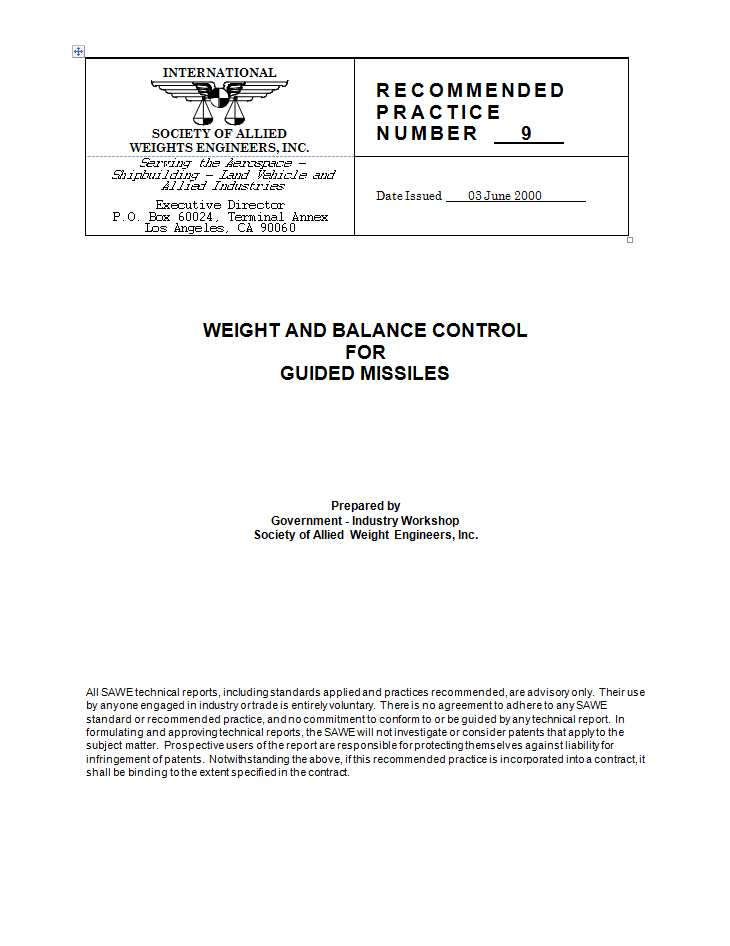 INTERNATIONAL
SOCIETY OF ALLIED
WEIGHTS ENGINEERS, INC.
Serving the Aerospace –
Shipbuilding – Land Vehicle and
Allied Industries
Executive Director
P.O. Box 60024, Terminal Annex
Los Angeles, CA 90060
RECOMMENDED
PRACTICE
NUMBER 9
Date Issued 03 June 2000
WEIGHT AND BALANCE CONTROL
FOR
GUIDED MISSILES
Prepared by
Government - Industry Workshop
Society of Allied Weight Engineers, Inc.
All SAWE technical reports, including standards applied and practices recommended, are advisory only. Their use
by anyone engaged in industry or trade is entirely voluntary. There is no agreement to adhere to any SAWE
standard or recommended practice, and no commitment to conform to or be guided by any technical report. In
formulating and approving technical reports, the SAWE will not investigate or consider patents that apply to the
subject matter. Prospective users of the report are responsible for protecting themselves against liability for
infringement of patents. Notwithstanding the above, if this recommended practice is incorporated into a contract, it
shall be binding to the extent specified in the contract.